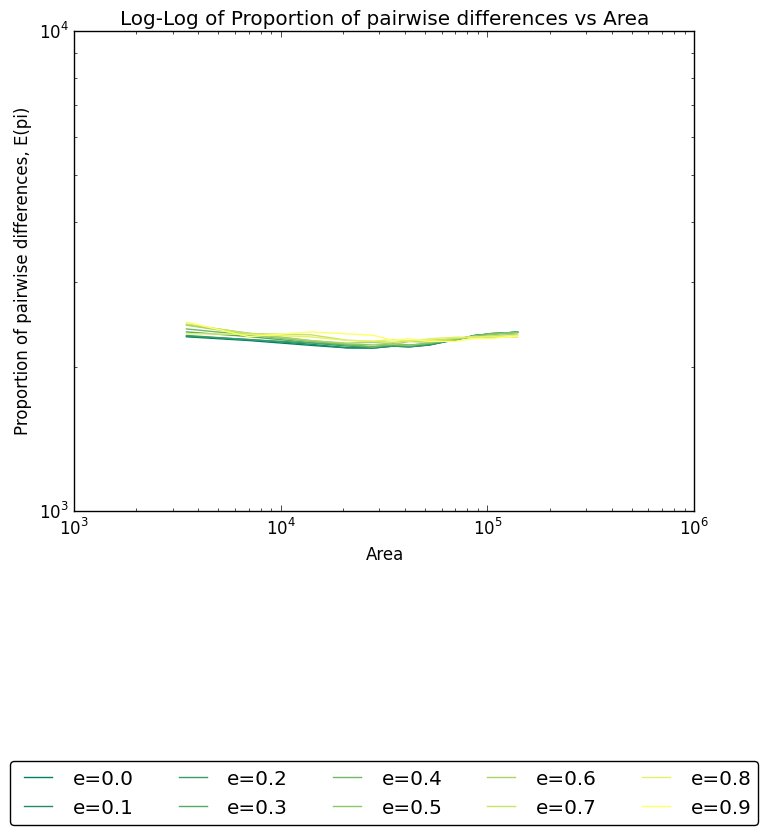 Log-Log of Proportion of pairwise differences vs Area
10^4
Proportion of pairwise differences, E(pi)
10^3
10^3 10^4 10^5 10^6
Area
e=0.0 e=0.2 e=0.4 e=0.6 e=0.8
e=0.1 e=0.3 e=0.5 e=0.7 e=0.9